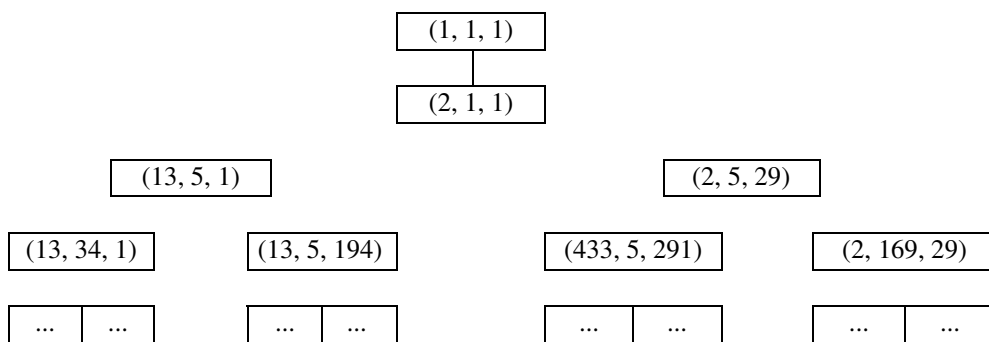 (1, 1, 1)
(2, 1, 1)
(13, 5, 1) (2, 5, 29)
(13, 34, 1) (13, 5, 194) (433, 5, 291) (2, 169, 29)
... ... ... ... ... ... ... ...